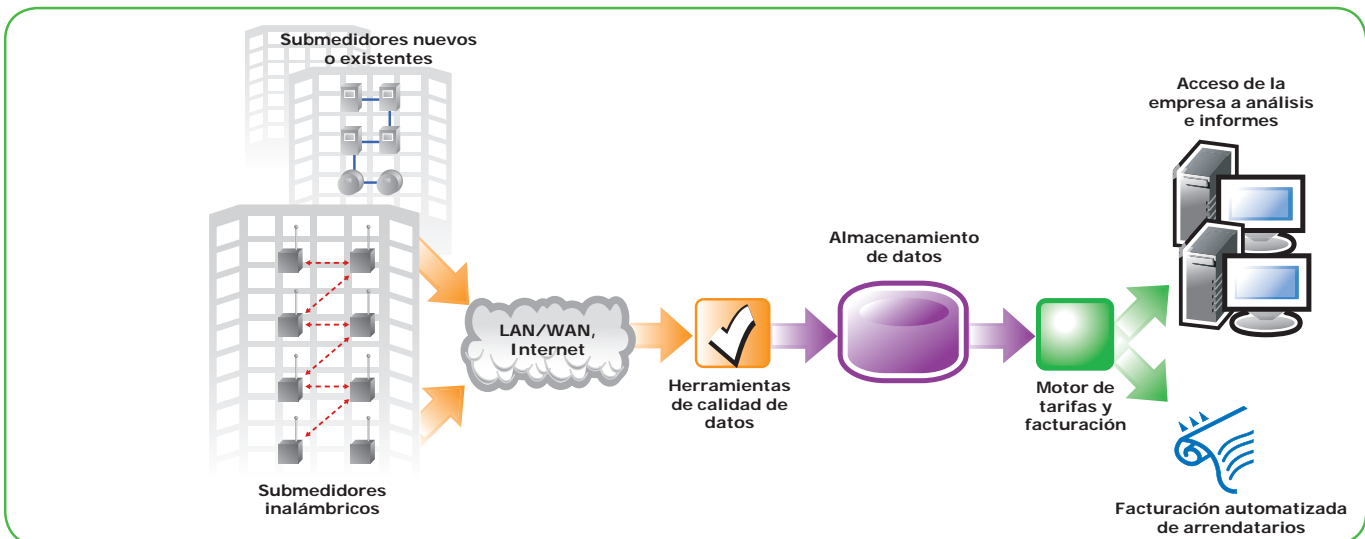 Submedidores nuevos
o existentes
Submedidores
inalámbricos
LAN/WAN,
Internet
Herramientas
de calidad de
datos
Almacenamiento
de datos
Motor de
tarifas y
facturación
Acceso de la
empresa a análisis
e informes
Facturación automatizada
de arrendatarios